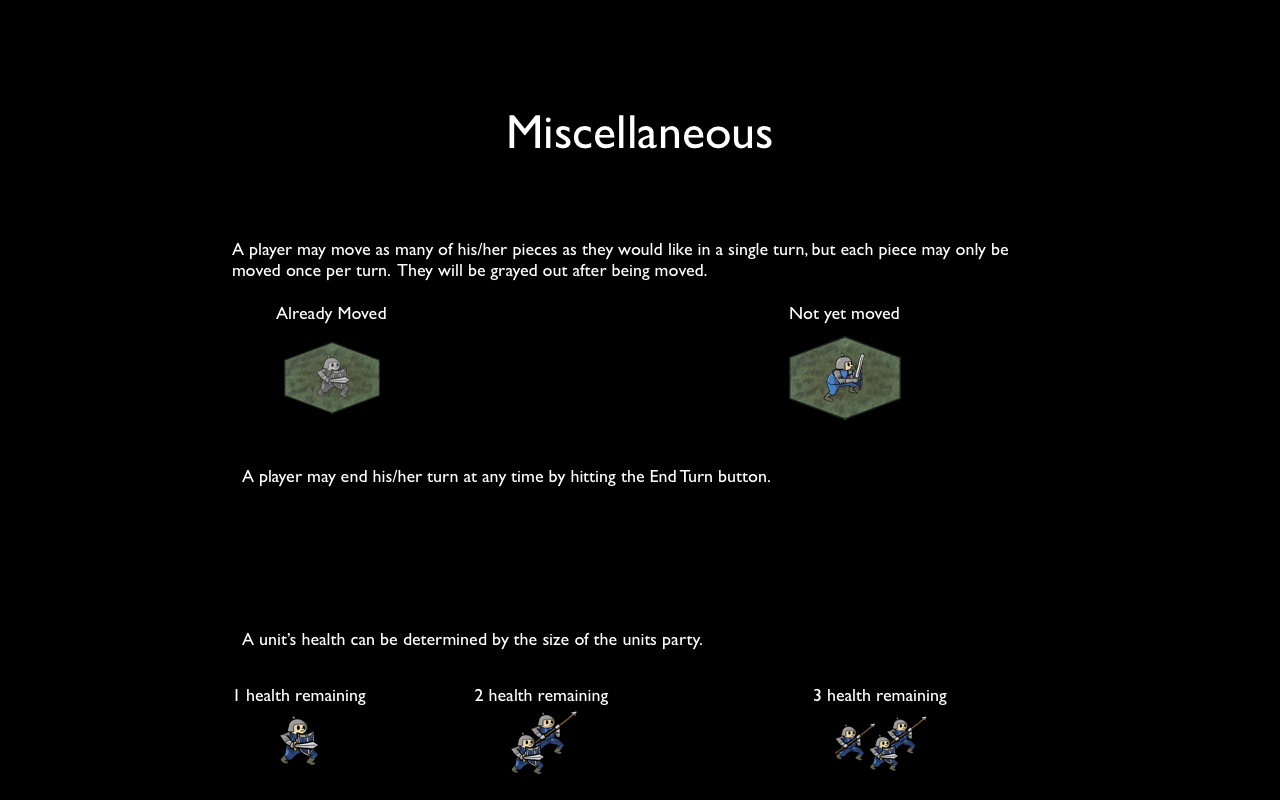 Miscellaneous
A player may move as many of his/her pieces as they would like in a single turn, but each piece may only be
moved once per turn. They will be grayed out after being moved.
Already Moved
Not yet moved
A player may end his/her turn at any time by hitting the End Turn button.
A unit’s health can be determined by the size of the units party.
1 health remaining
2 health remaining
3 health remaining